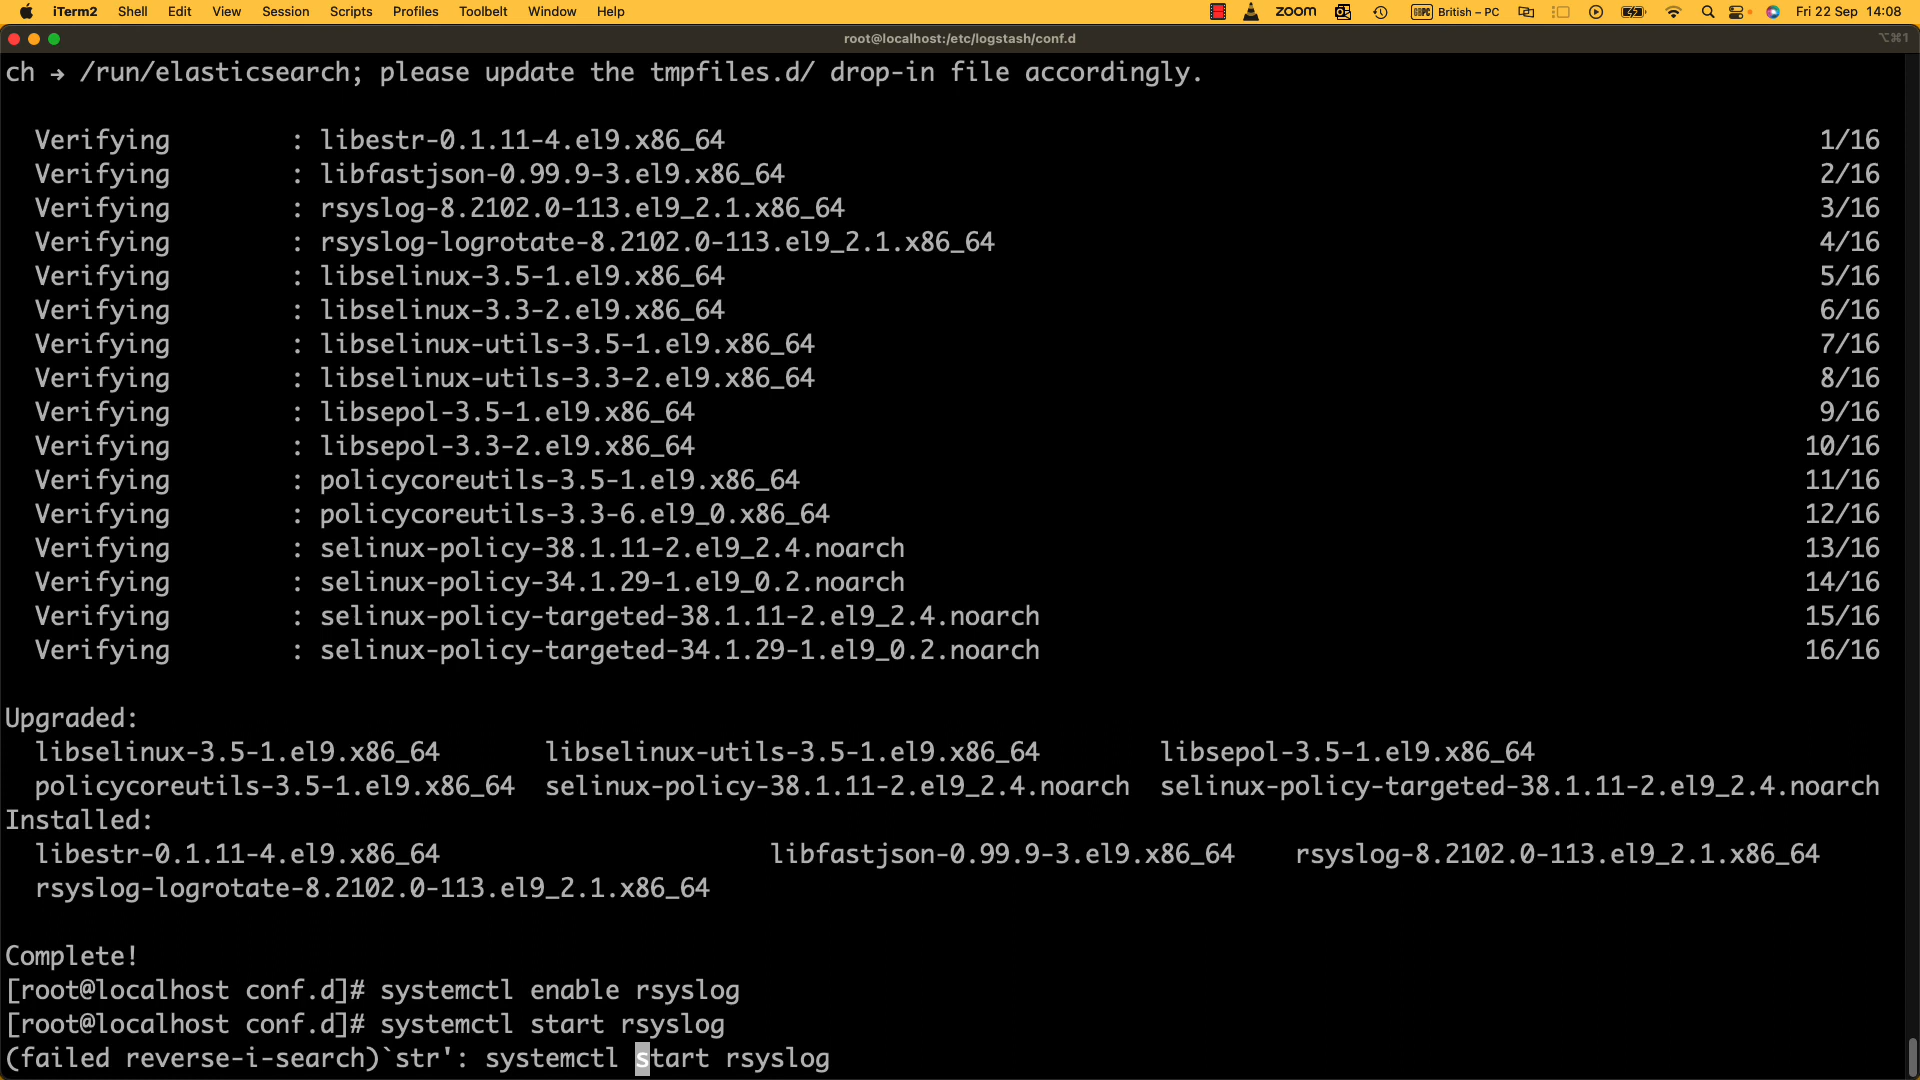 iTerm2 Shell Edit View Session Scripts Profiles Toolbelt Window Help zoom British – PC Fri 22 Sep 14:08
root@localhost:/etc/logstash/conf.d ⌥⌘1
ch → /run/elasticsearch; please update the tmpfiles.d/ drop-in file accordingly.
Verifying : libestr-0.1.11-4.el9.x86_64 1/16
Verifying : libfastjson-0.99.9-3.el9.x86_64 2/16
Verifying : rsyslog-8.2102.0-113.el9_2.1.x86_64 3/16
Verifying : rsyslog-logrotate-8.2102.0-113.el9_2.1.x86_64 4/16
Verifying : libselinux-3.5-1.el9.x86_64 5/16
Verifying : libselinux-3.3-2.el9.x86_64 6/16
Verifying : libselinux-utils-3.5-1.el9.x86_64 7/16
Verifying : libselinux-utils-3.3-2.el9.x86_64 8/16
Verifying : libsepol-3.5-1.el9.x86_64 9/16
Verifying : libsepol-3.3-2.el9.x86_64 10/16
Verifying : policycoreutils-3.5-1.el9.x86_64 11/16
Verifying : policycoreutils-3.3-6.el9_0.x86_64 12/16
Verifying : selinux-policy-38.1.11-2.el9_2.4.noarch 13/16
Verifying : selinux-policy-34.1.29-1.el9_0.2.noarch 14/16
Verifying : selinux-policy-targeted-38.1.11-2.el9_2.4.noarch 15/16
Verifying : selinux-policy-targeted-34.1.29-1.el9_0.2.noarch 16/16
Upgraded:
libselinux-3.5-1.el9.x86_64 libselinux-utils-3.5-1.el9.x86_64 libsepol-3.5-1.el9.x86_64
policycoreutils-3.5-1.el9.x86_64 selinux-policy-38.1.11-2.el9_2.4.noarch selinux-policy-targeted-38.1.11-2.el9_2.4.noarch
Installed:
libestr-0.1.11-4.el9.x86_64 libfastjson-0.99.9-3.el9.x86_64 rsyslog-8.2102.0-113.el9_2.1.x86_64
rsyslog-logrotate-8.2102.0-113.el9_2.1.x86_64
Complete!
[root@localhost conf.d]# systemctl enable rsyslog
[root@localhost conf.d]# systemctl start rsyslog
(failed reverse-i-search)`str': systemctl start rsyslog